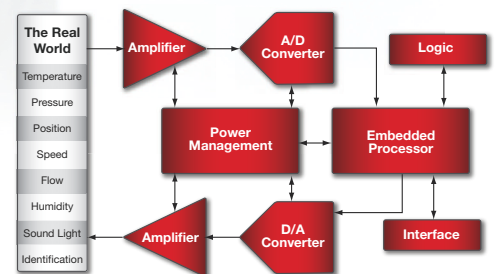 The Real
World
Temperature
Pressure
Position
Speed
Flow
Humidity
Sound Light
Identification
Amplifier
A/D
Converter
Logic
Power
Management
Embedded
Processor
Amplifier
D/A
Converter
Interface